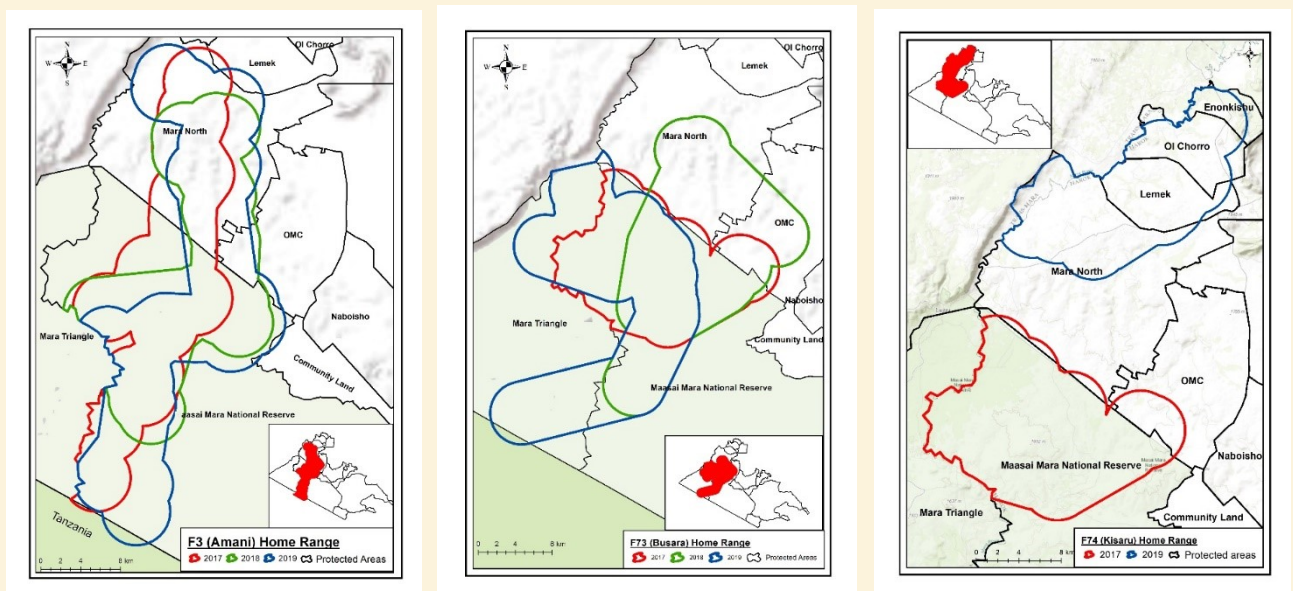 N
W E
S
Ol Chorro
Lemek
Mara North
OMC
Naboisho
Mara Triangle
Community Land
aasai Mara National Reserve
Tanzania
F3 (Amani) Home Range
2017 2018 2019 Protected Areas
0 2 4 8 km
N
W E
S
Ol Chorro
Lemek
Mara North
OMC
Naboisho
Mara Triangle
Community Land
Maasai Mara National Reserve
F73 (Busara) Home Range
2017 2018 2019 Protected Areas
0 2 4 8 km
Enonkishu
Ol Chorro
Lemek
Mara North
OMC
Maasai Mara National Reserve
Naboisho
Mara Triangle
Community Land
F74 (Kisaru) Home Range
2017 2019 Protected areas
0 2 4 8 km